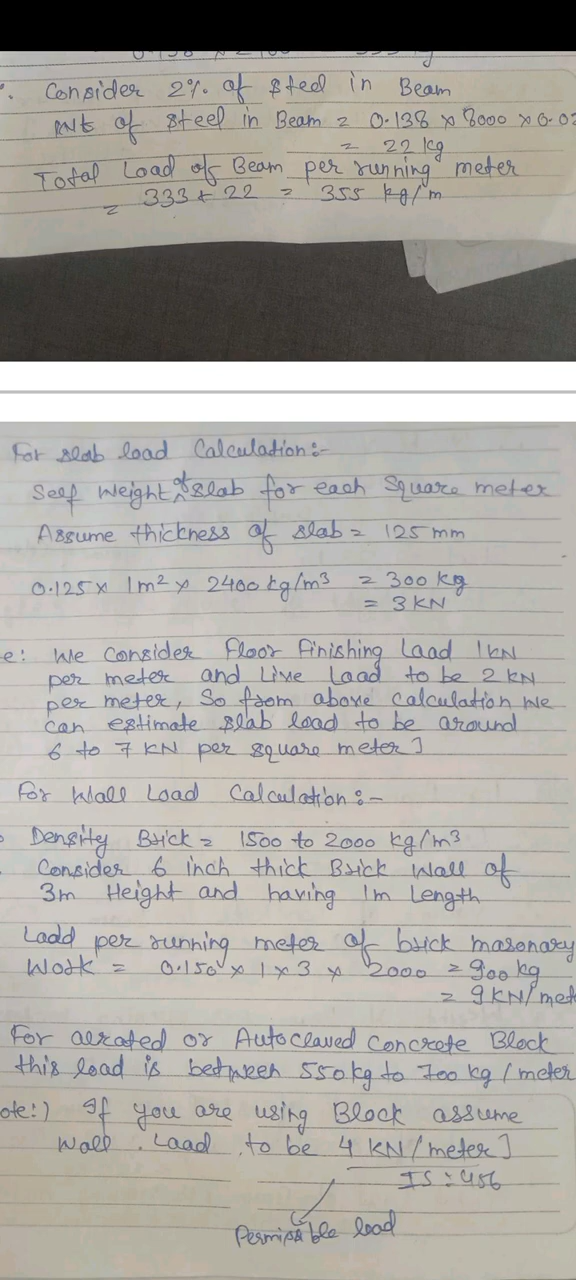 Consider 2% of steel in Beam
Wt of steel in Beam = 0.138 x 8000 x 0.02
= 22 kg
Total Load of Beam per running meter
= 333 + 22 = 355 kg/m
For slab load Calculation:-
Self Weight of slab for each Square meter
Assume thickness of slab = 125 mm
0.125 x 1m² x 2400 kg/m³ = 300 kg
= 3 KN
e: We Consider Floor Finishing Load 1 KN
per meter and Live Load to be 2 KN
per meter, So from above calculation we
can estimate slab load to be around
6 to 7 KN per square meter]
For Wall Load Calculation:-
Density Brick = 1500 to 2000 kg/m³
Consider 6 inch thick Brick Wall of
3m Height and having 1m Length
Load per running meter of brick masonary
Work = 0.150 x 1 x 3 x 2000 = 900 kg
= 9 KN/met
For aerated or Autoclaved Concrete Block
this load is between 550 kg to 700 kg/meter
ote:) If you are using Block assume
Wall Load to be 4 KN/meter]
IS:456
Permissible load